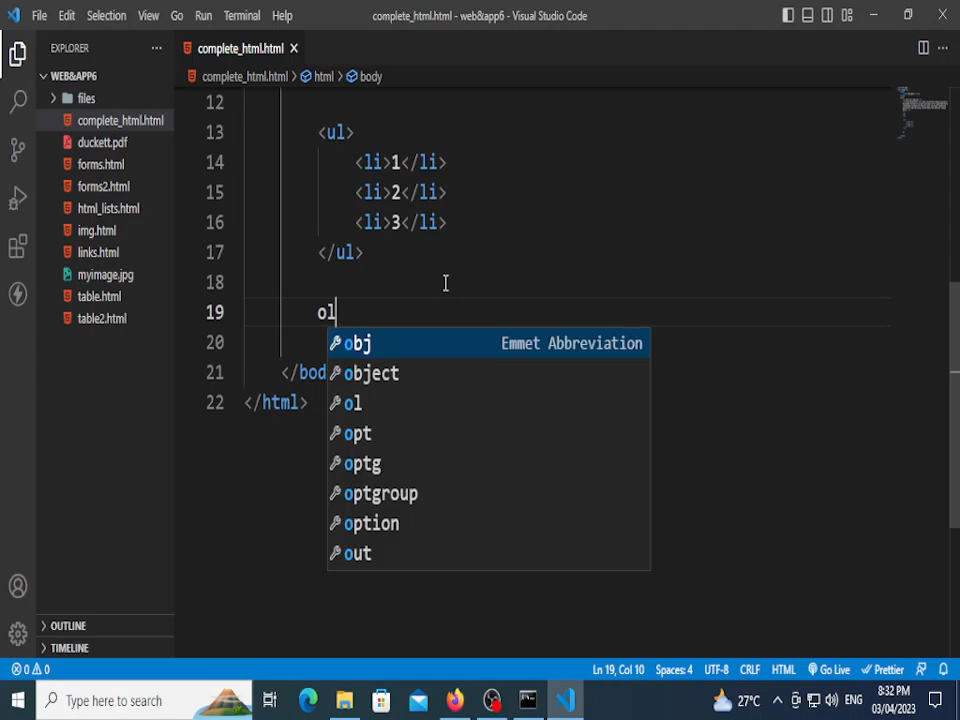 File Edit Selection View Go Run Terminal Help
complete_html.html - web&app6 - Visual Studio Code
EXPLORER
WEB&APP6
files
complete_html.html
duckett.pdf
forms.html
forms2.html
html_lists.html
img.html
links.html
myimage.jpg
table.html
table2.html
OUTLINE
TIMELINE
complete_html.html
complete_html.html > html > body
12
13 <ul>
14 <li>1</li>
15 <li>2</li>
16 <li>3</li>
17 </ul>
18
19 ol
20
21 </bod
22 </html>
obj Emmet Abbreviation
object
ol
opt
optg
optgroup
option
out
0 0
Ln 19, Col 10 Spaces: 4 UTF-8 CRLF HTML Go Live Prettier
Type here to search
27°C ENG
8:32 PM
03/04/2023